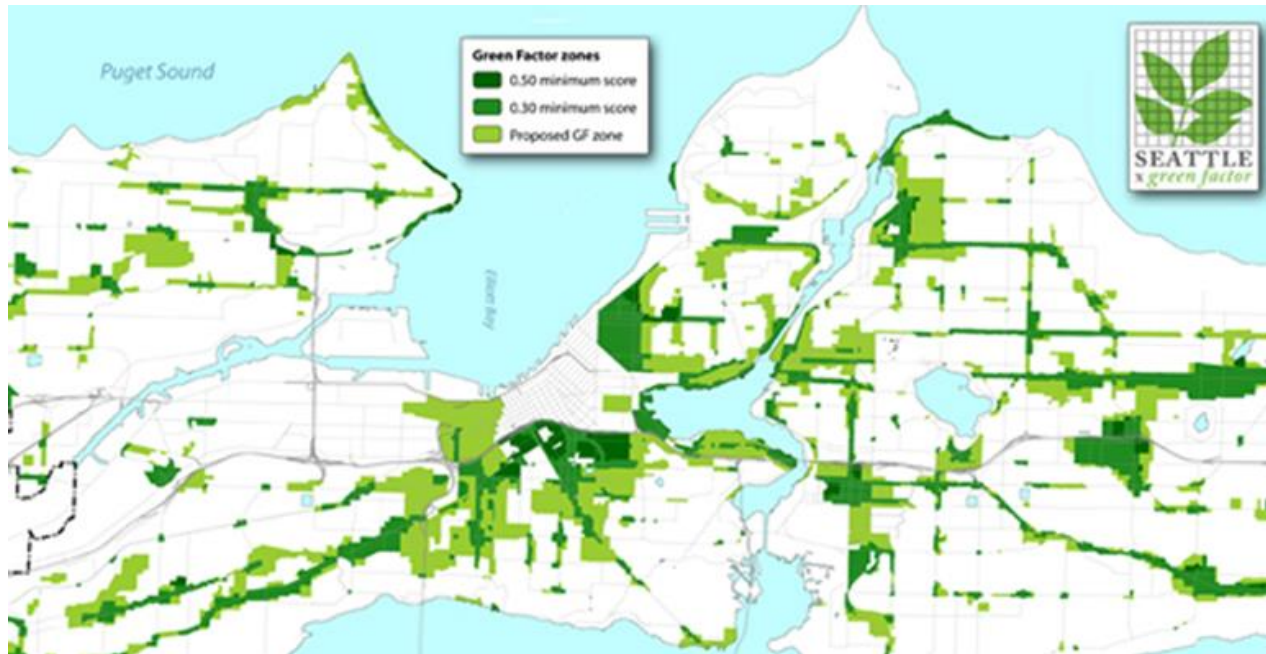 Puget Sound
Green Factor zones
0.50 minimum score
0.30 minimum score
Proposed GF zone
SEATTLE
green factor
Elliott Bay